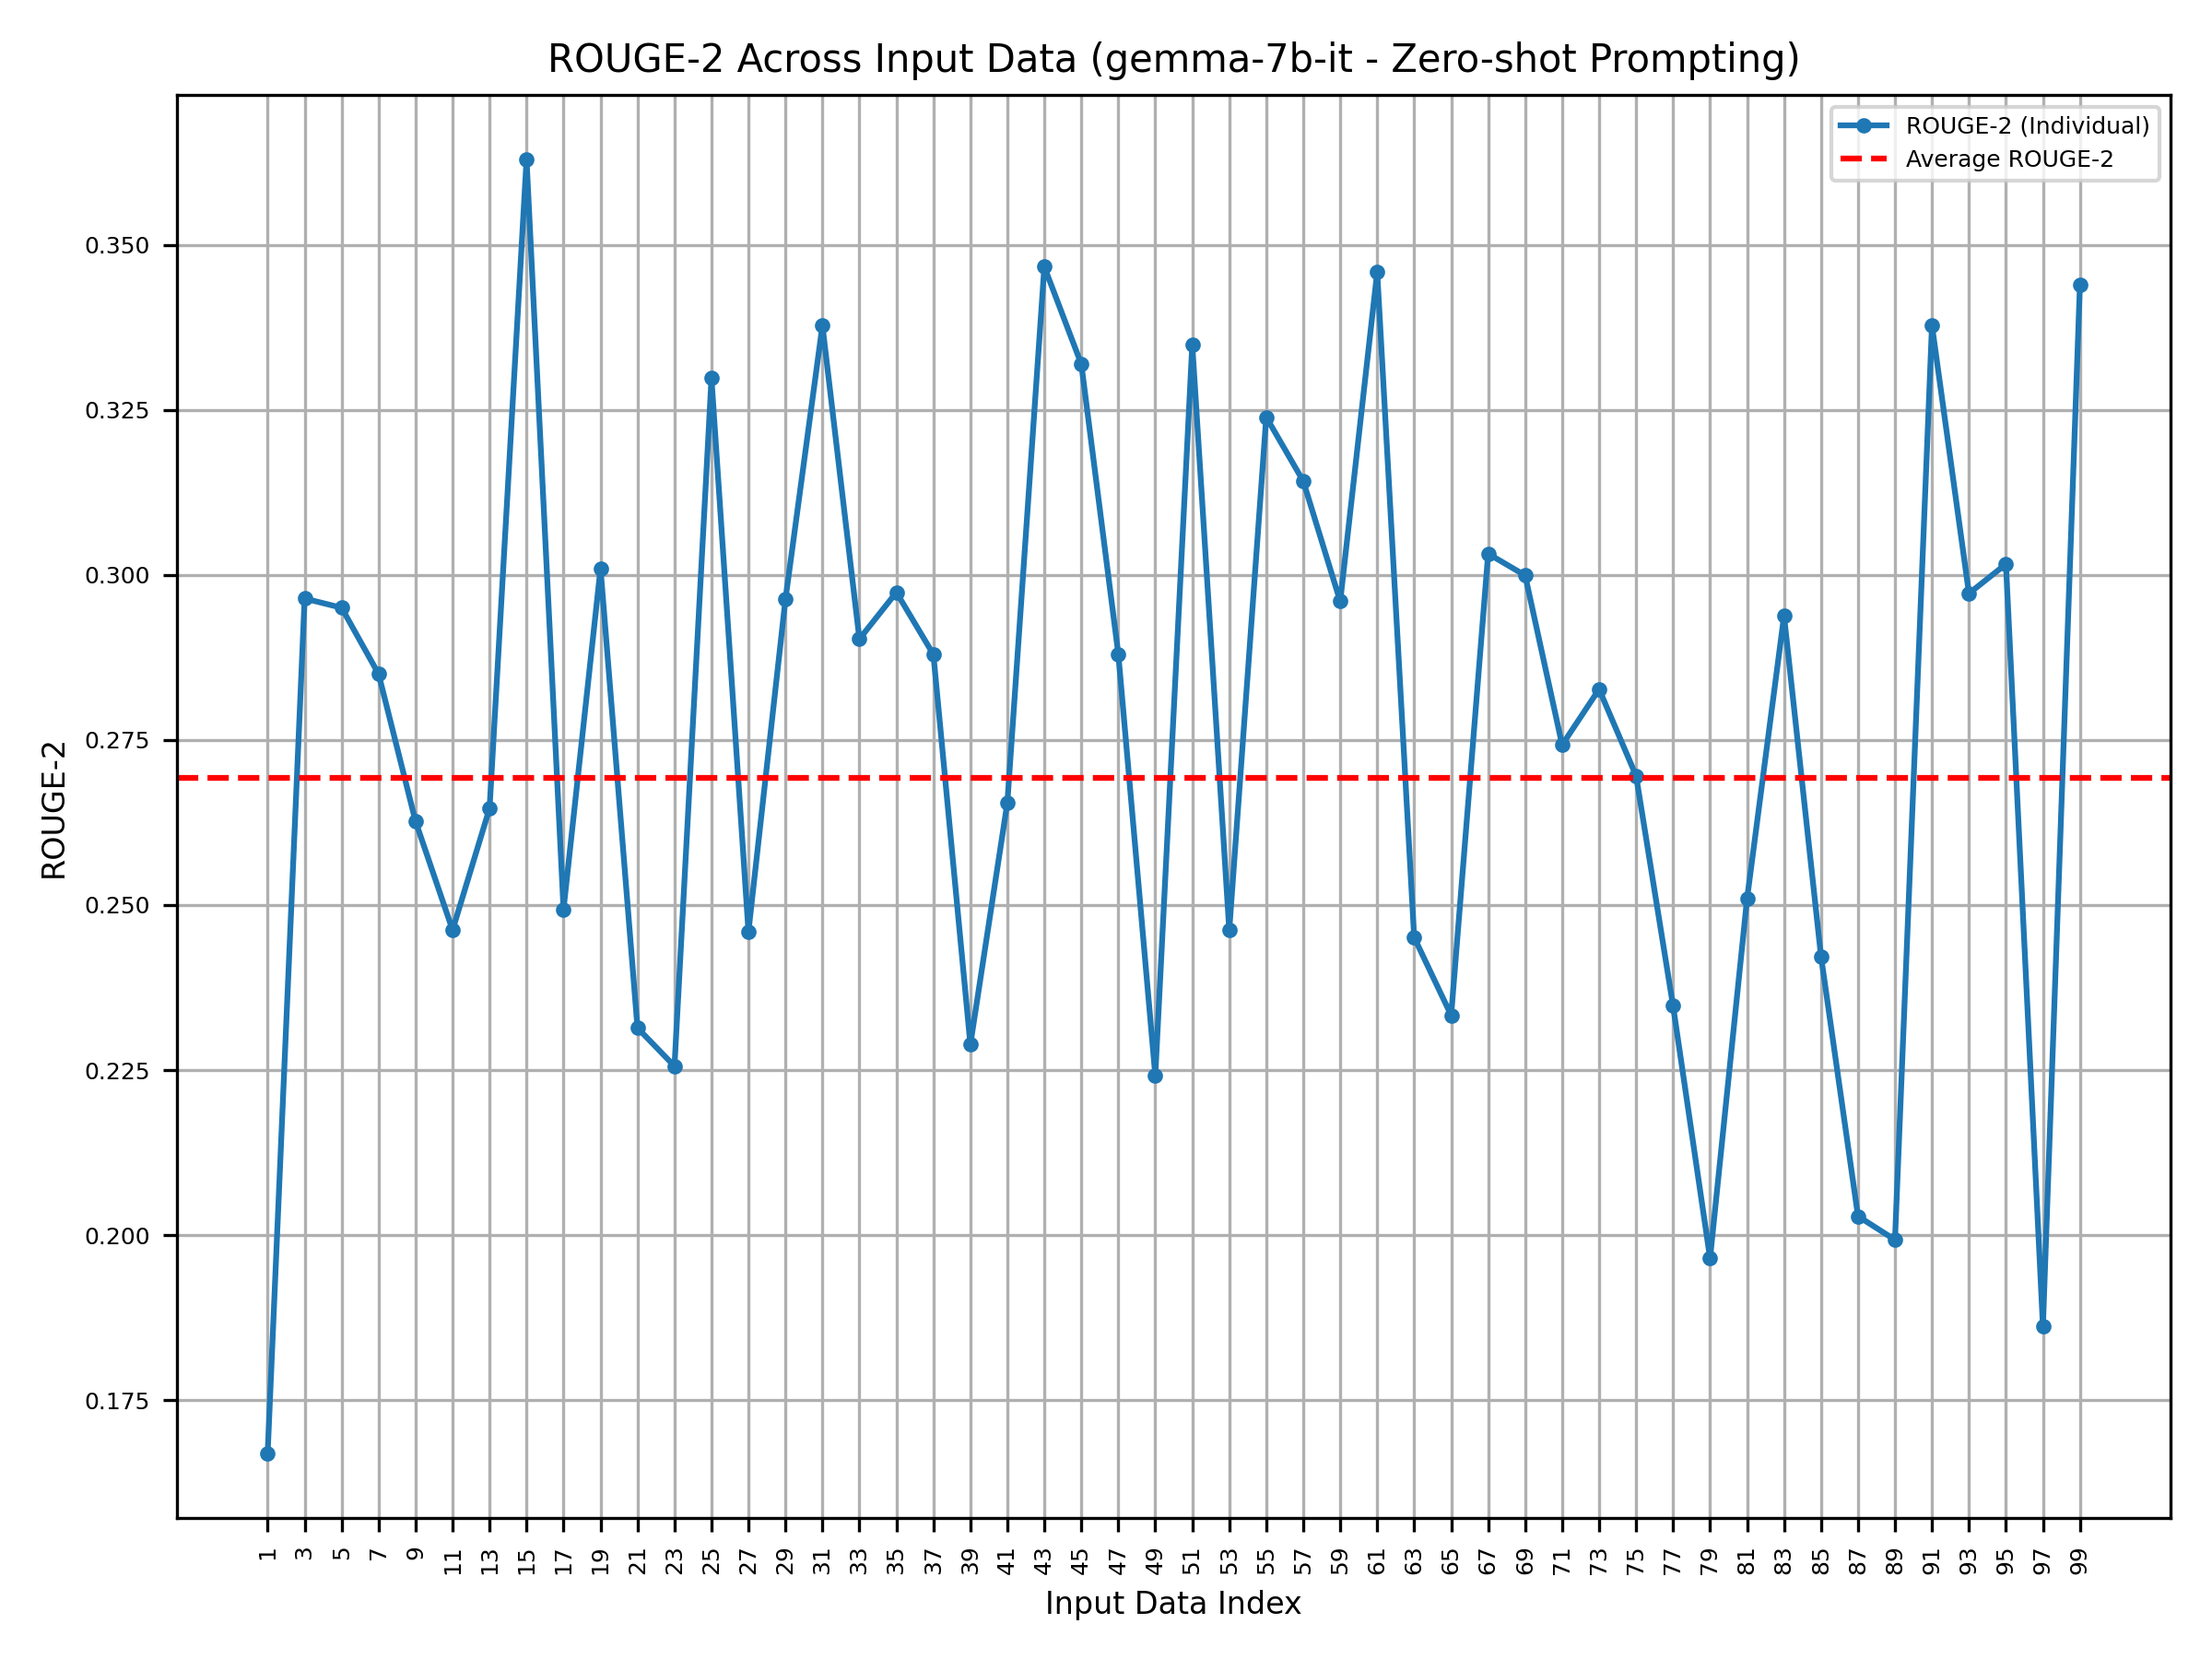 ROUGE-2 Across Input Data (gemma-7b-it - Zero-shot Prompting)
ROUGE-2 (Individual)
Average ROUGE-2
0.350
0.325
0.300
0.275
0.250
0.225
0.200
0.175
ROUGE-2
1 3 5 7 9 11 13 15 17 19 21 23 25 27 29 31 33 35 37 39 41 43 45 47 49 51 53 55 57 59 61 63 65 67 69 71 73 75 77 79 81 83 85 87 89 91 93 95 97 99
Input Data Index